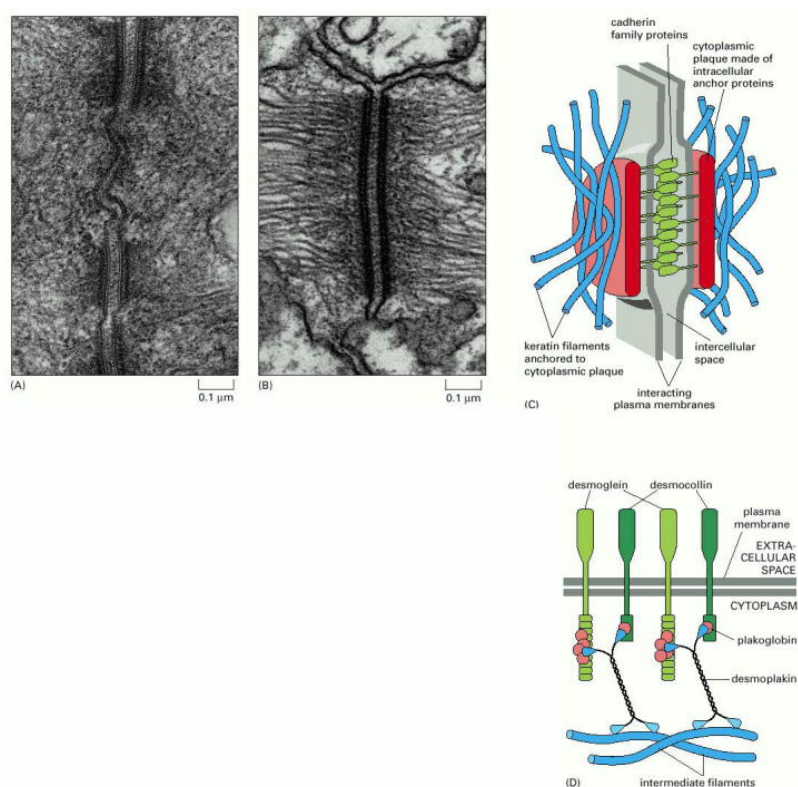 (A)
0.1 μm
(B)
0.1 μm
cadherin
family proteins
cytoplasmic
plaque made of
intracellular
anchor proteins
keratin filaments
anchored to
cytoplasmic plaque
intercellular
space
interacting
plasma membranes
(C)
desmoglein
desmocollin
plasma
membrane
EXTRA-
CELLULAR
SPACE
CYTOPLASM
plakoglobin
desmoplakin
(D)
intermediate filaments